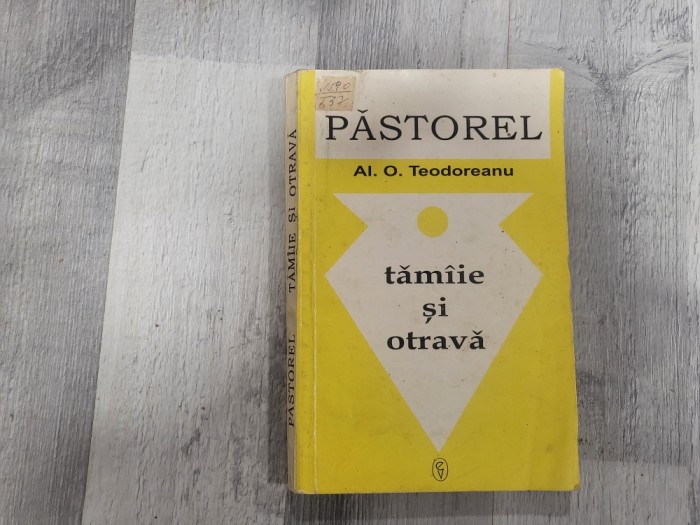 PĂSTOREL
Al. O. Teodoreanu
tămîie
și
otravă
PĂSTOREL TĂMÎIE ȘI OTRAVĂ